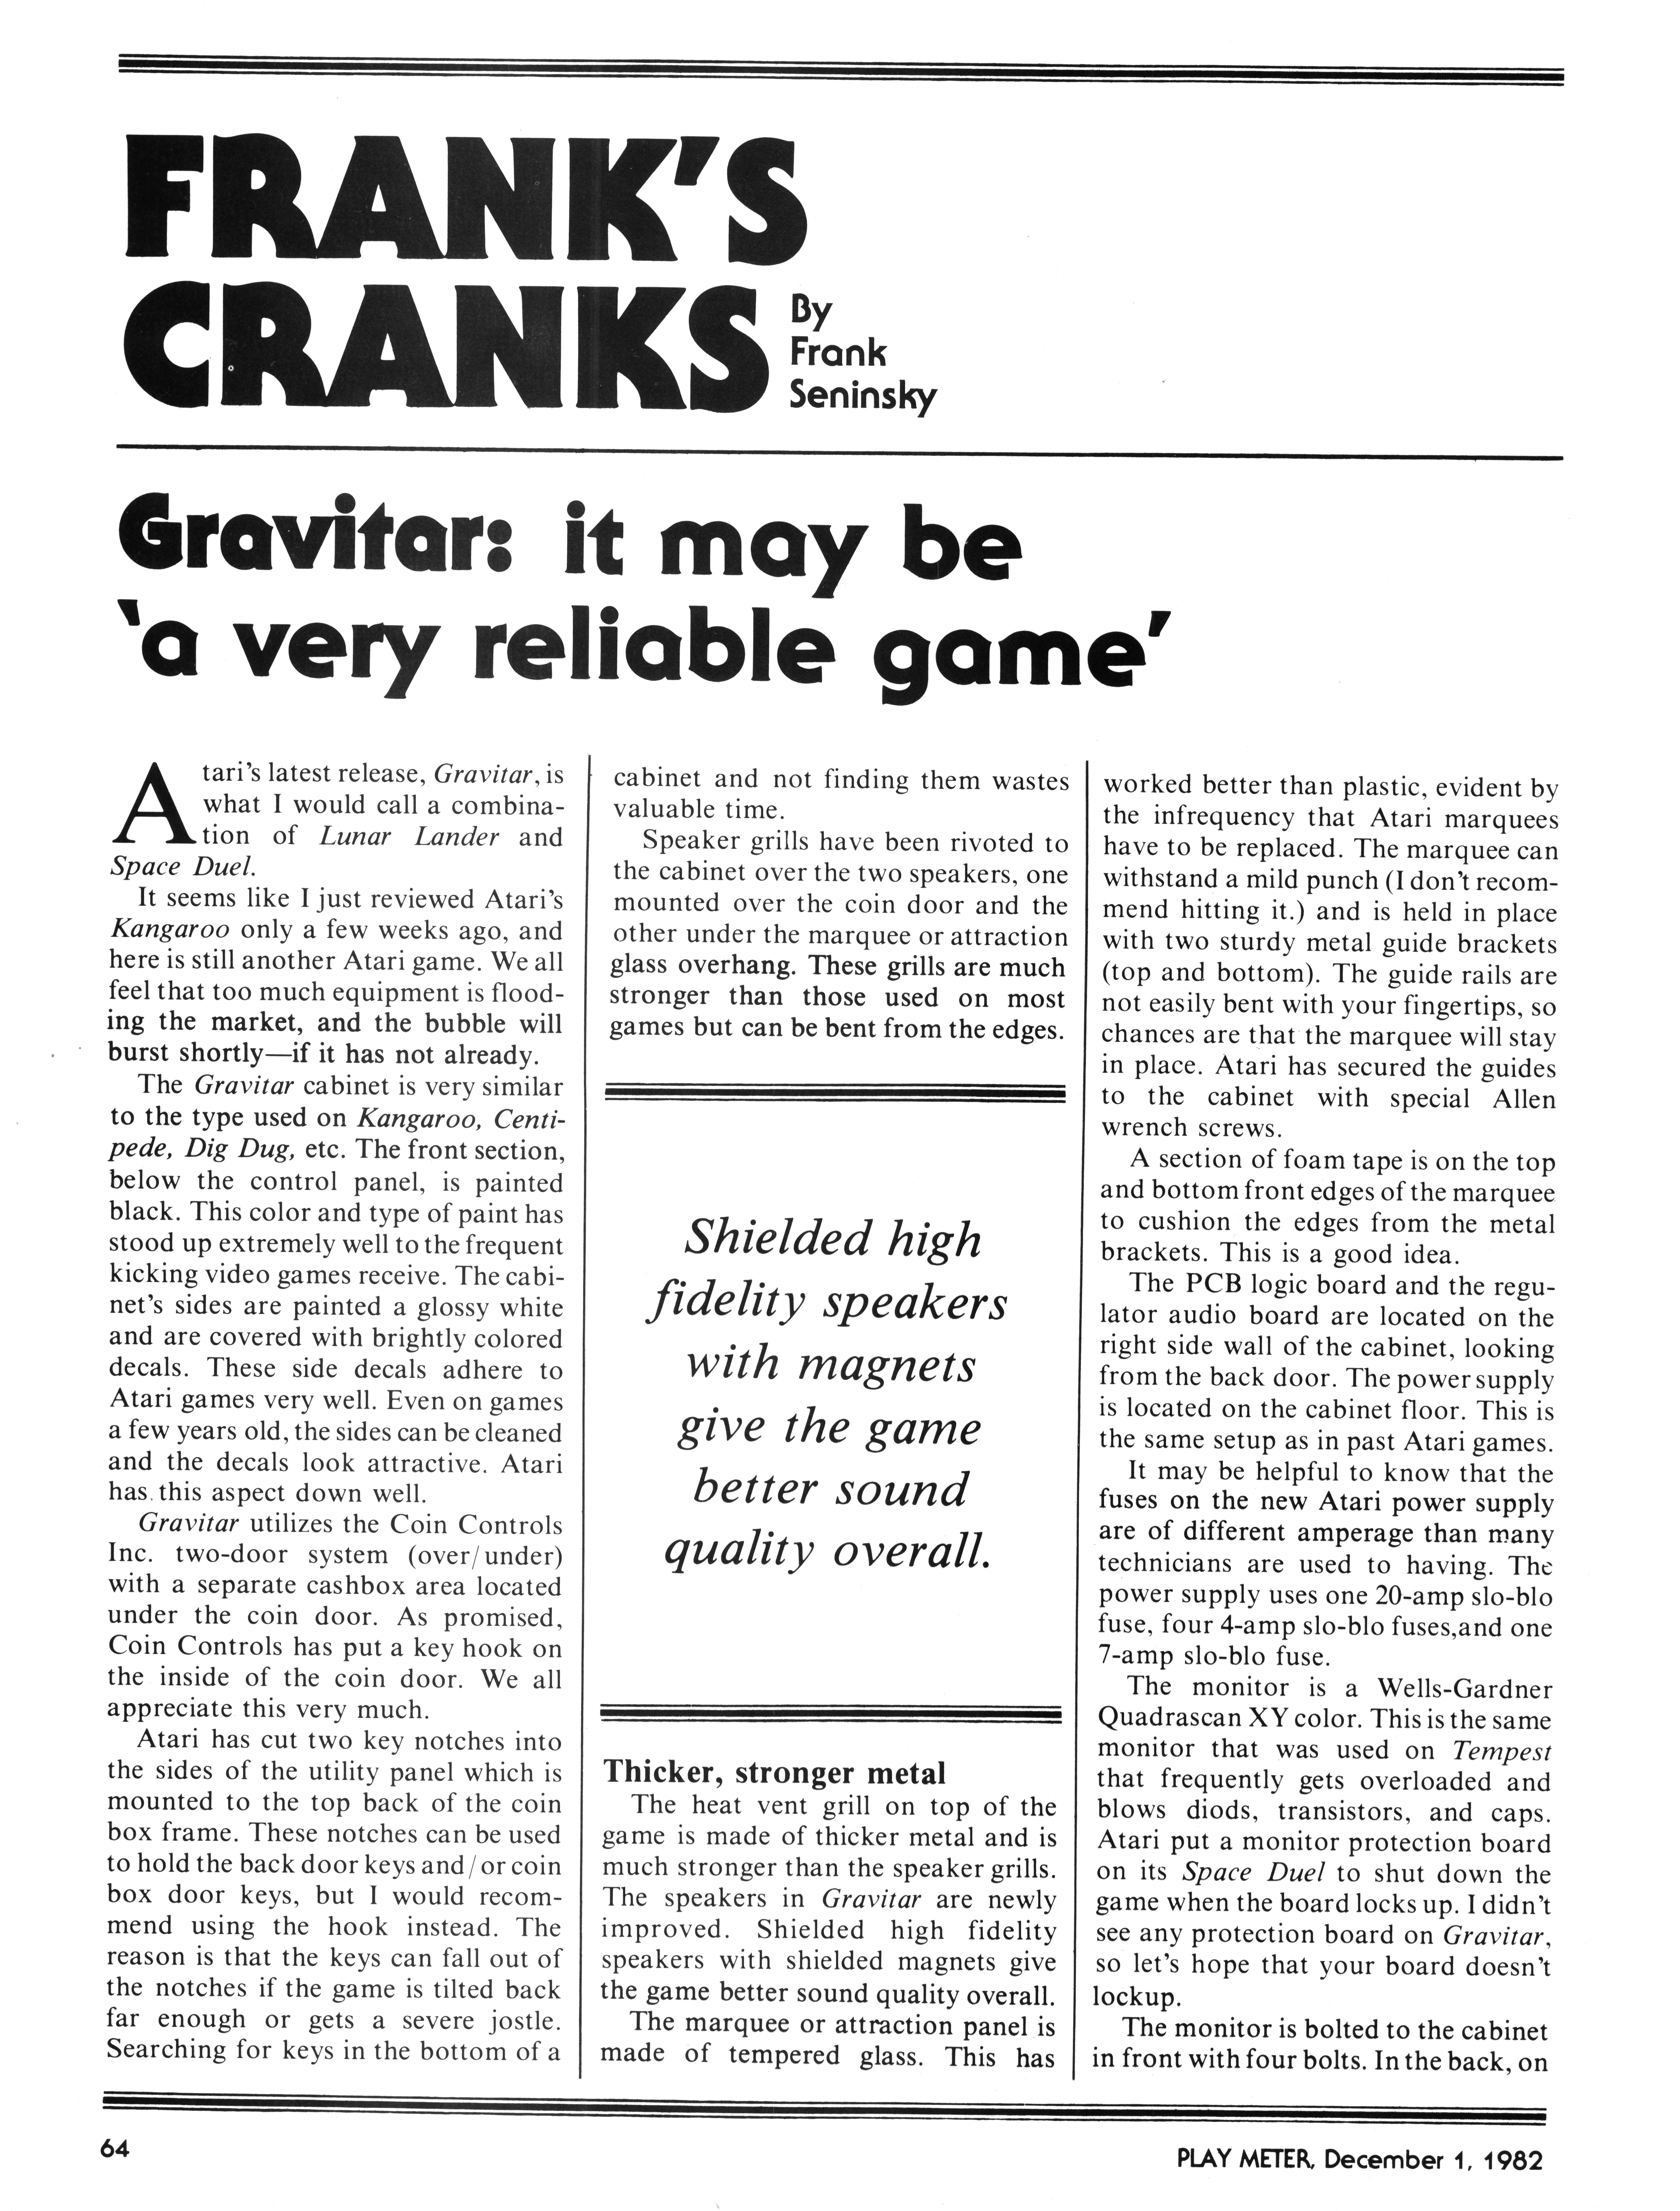 FRANK'S
CRANKS
By
Frank
Seninsky
Gravitar: it may be
'a very reliable game'
Atari's latest release, Gravitar, is
what I would call a combina-
tion of Lunar Lander and
Space Duel.
It seems like I just reviewed Atari's
Kangaroo only a few weeks ago, and
here is still another Atari game. We all
feel that too much equipment is flood-
ing the market, and the bubble will
burst shortly—if it has not already.
The Gravitar cabinet is very similar
to the type used on Kangaroo, Centi-
pede, Dig Dug, etc. The front section,
below the control panel, is painted
black. This color and type of paint has
stood up extremely well to the frequent
kicking video games receive. The cabi-
net's sides are painted a glossy white
and are covered with brightly colored
decals. These side decals adhere to
Atari games very well. Even on games
a few years old, the sides can be cleaned
and the decals look attractive. Atari
has this aspect down well.
Gravitar utilizes the Coin Controls
Inc. two-door system (over/under)
with a separate cashbox area located
under the coin door. As promised,
Coin Controls has put a key hook on
the inside of the coin door. We all
appreciate this very much.
Atari has cut two key notches into
the sides of the utility panel which is
mounted to the top back of the coin
box frame. These notches can be used
to hold the back door keys and/or coin
box door keys, but I would recom-
mend using the hook instead. The
reason is that the keys can fall out of
the notches if the game is tilted back
far enough or gets a severe jostle.
Searching for keys in the bottom of a
cabinet and not finding them wastes
valuable time.
Speaker grills have been rivoted to
the cabinet over the two speakers, one
mounted over the coin door and the
other under the marquee or attraction
glass overhang. These grills are much
stronger than those used on most
games but can be bent from the edges.
Shielded high
fidelity speakers
with magnets
give the game
better sound
quality overall.
Thicker, stronger metal
The heat vent grill on top of the
game is made of thicker metal and is
much stronger than the speaker grills.
The speakers in Gravitar are newly
improved. Shielded high fidelity
speakers with shielded magnets give
the game better sound quality overall.
The marquee or attraction panel is
made of tempered glass. This has
worked better than plastic, evident by
the infrequency that Atari marquees
have to be replaced. The marquee can
withstand a mild punch (I don't recom-
mend hitting it.) and is held in place
with two sturdy metal guide brackets
(top and bottom). The guide rails are
not easily bent with your fingertips, so
chances are that the marquee will stay
in place. Atari has secured the guides
to the cabinet with special Allen
wrench screws.
A section of foam tape is on the top
and bottom front edges of the marquee
to cushion the edges from the metal
brackets. This is a good idea.
The PCB logic board and the regu-
lator audio board are located on the
right side wall of the cabinet, looking
from the back door. The power supply
is located on the cabinet floor. This is
the same setup as in past Atari games.
It may be helpful to know that the
fuses on the new Atari power supply
are of different amperage than many
technicians are used to having. The
power supply uses one 20-amp slo-blo
fuse, four 4-amp slo-blo fuses,and one
7-amp slo-blo fuse.
The monitor is a Wells-Gardner
Quadrascan XY color. This is the same
monitor that was used on Tempest
that frequently gets overloaded and
blows diods, transistors, and caps.
Atari put a monitor protection board
on its Space Duel to shut down the
game when the board locks up. I didn't
see any protection board on Gravitar,
so let's hope that your board doesn't
lockup.
The monitor is bolted to the cabinet
in front with four bolts. In the back, on
64
PLAY METER, December 1, 1982